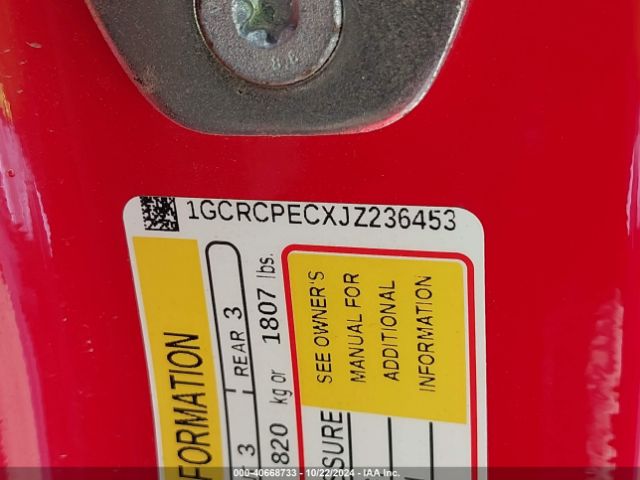 1GCRCPECXJZ236453
FORMATION
3 REAR 3
820 kg or 1807 lbs.
SEE OWNER'S
MANUAL FOR
ADDITIONAL
INFORMATION
SURE
000-40668733 - 10/22/2024 - IAA Inc.